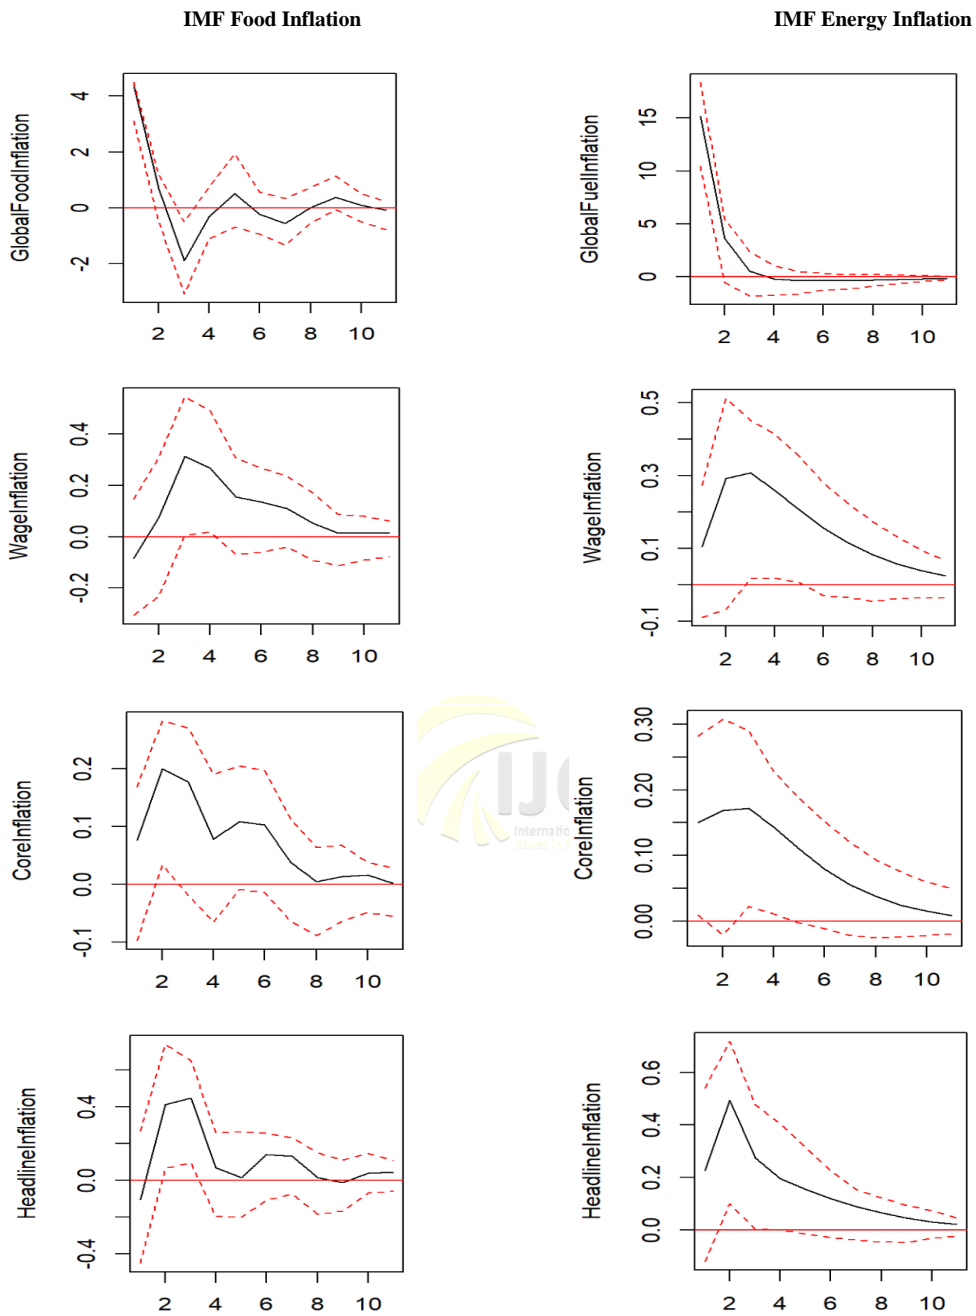 IMF Food Inflation
IMF Energy Inflation
GlobalFoodInflation
4
2
0
-2
2 4 6 8 10
GlobalFuelInflation
15
10
5
0
2 4 6 8 10
WageInflation
0.4
0.2
0.0
-0.2
2 4 6 8 10
WageInflation
0.5
0.3
0.1
-0.1
2 4 6 8 10
CoreInflation
0.2
0.1
0.0
-0.1
2 4 6 8 10
IJ
Internatio
Issues in
CoreInflation
0.30
0.20
0.10
0.00
2 4 6 8 10
HeadlineInflation
0.4
0.0
-0.4
2 4 6 8 10
HeadlineInflation
0.6
0.4
0.2
0.0
2 4 6 8 10